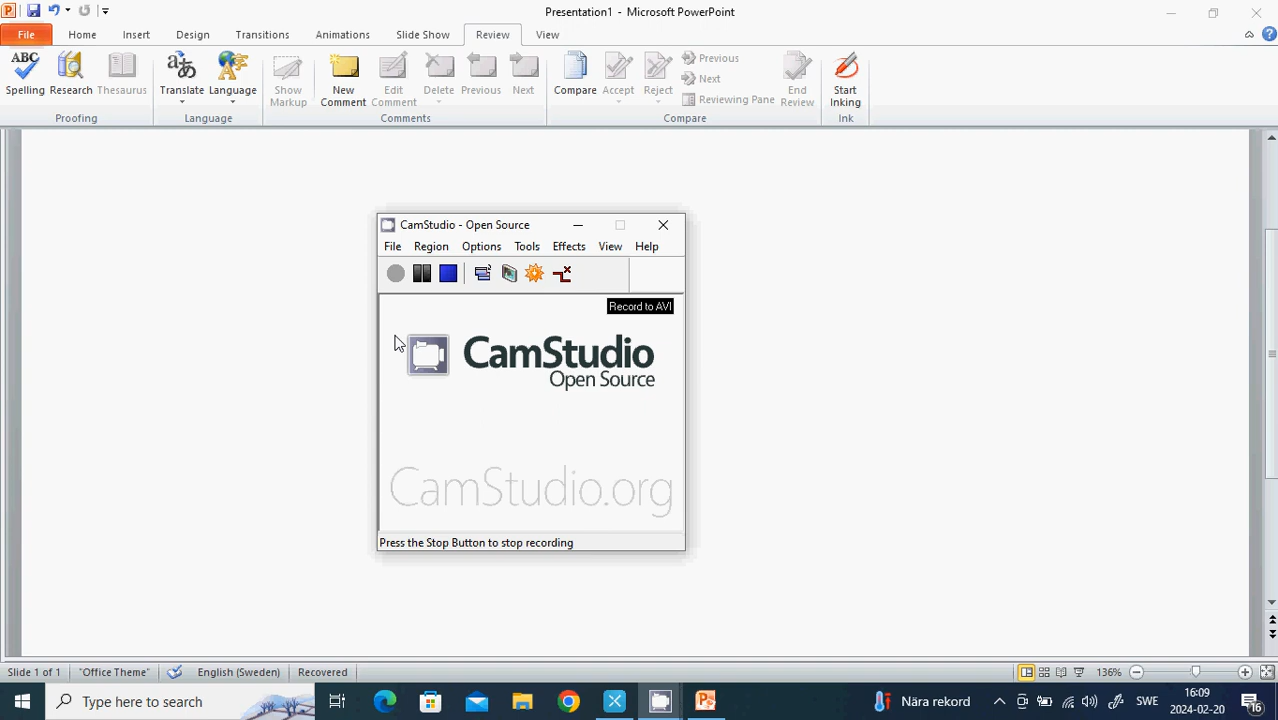 Presentation1 - Microsoft PowerPoint
File Home Insert Design Transitions Animations Slide Show Review View
ABC
Spelling Research Thesaurus Translate Language Show Markup New Comment Edit Comment Delete Previous Next Compare Accept Reject Previous Next Reviewing Pane End Review Start Inking
Proofing Language Comments Compare Ink
CamStudio - Open Source
File Region Options Tools Effects View Help
Record to AVI
CamStudio
Open Source
CamStudio.org
Press the Stop Button to stop recording
Slide 1 of 1 "Office Theme" English (Sweden) Recovered 136%
Type here to search Nära rekord SWE 16:09
2024-02-20 16